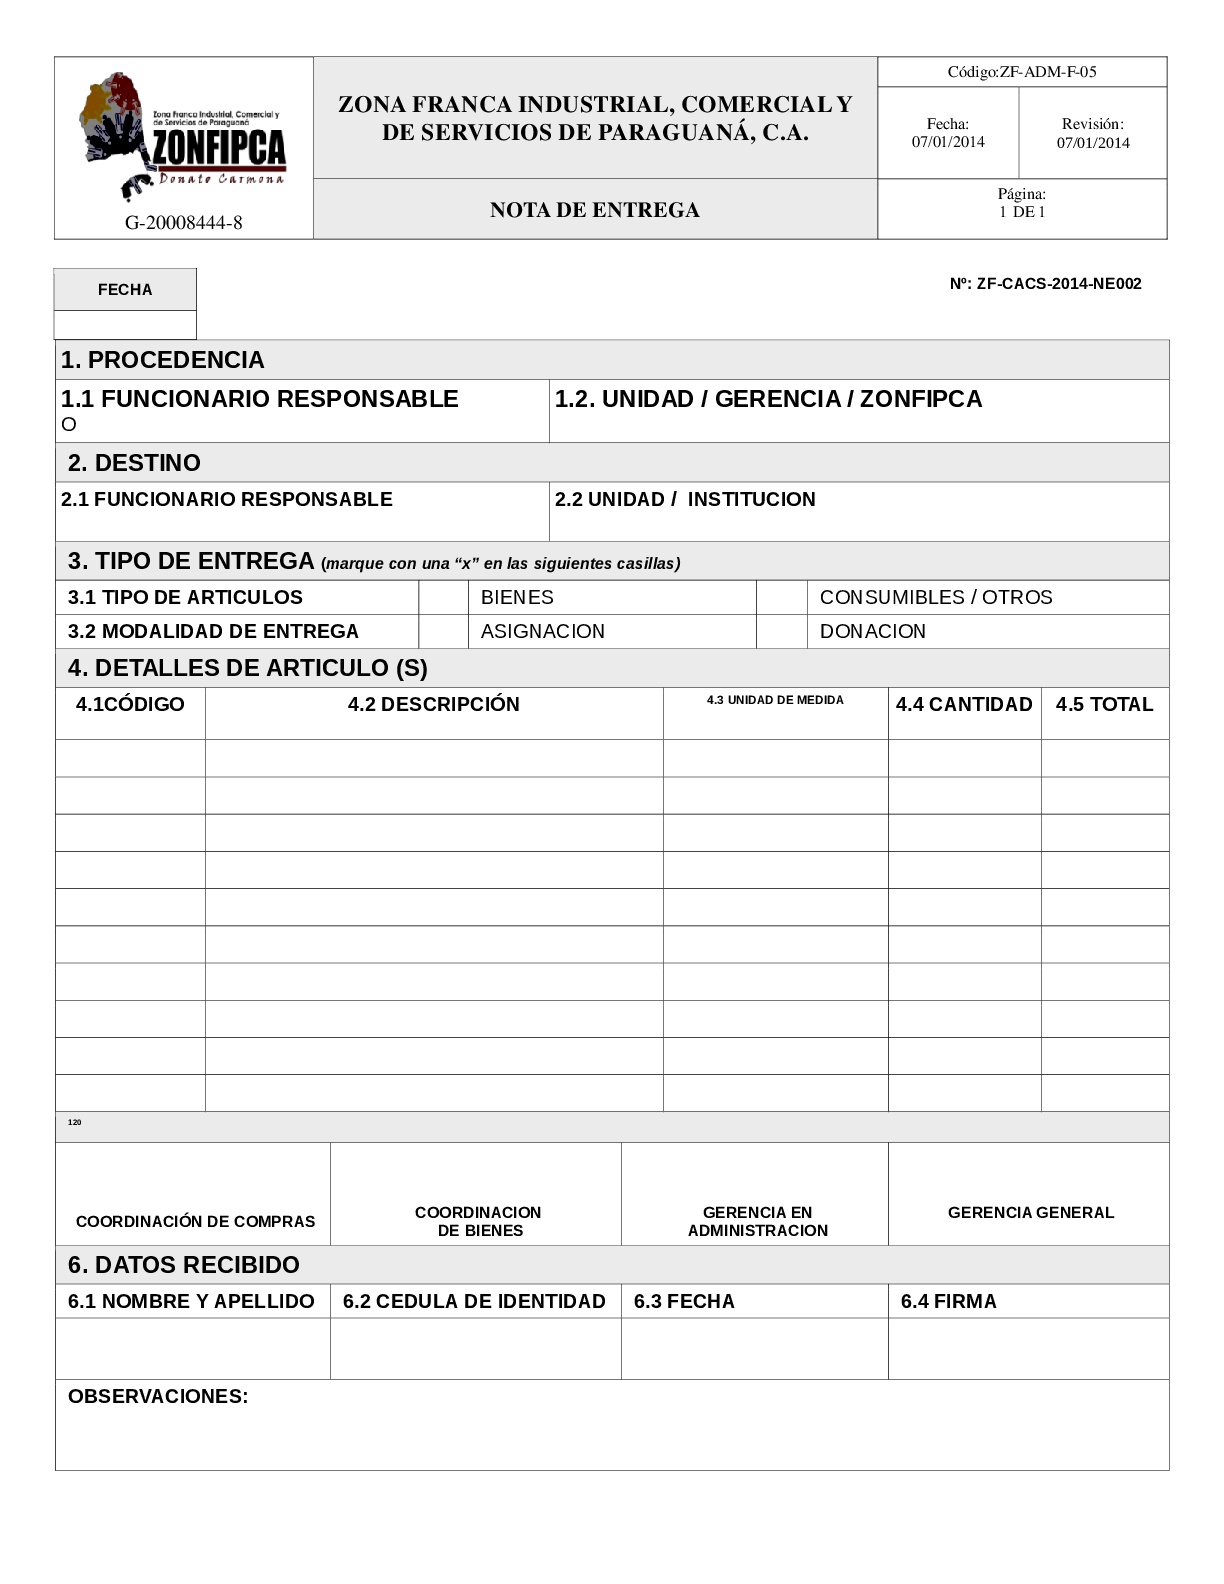 Zona Franca Industrial, Comercial y
de Servicios de Paraguaná
ZONFIPCA
Donato Carmona
G-20008444-8
ZONA FRANCA INDUSTRIAL, COMERCIAL Y
DE SERVICIOS DE PARAGUANÁ, C.A.
NOTA DE ENTREGA
Código:ZF-ADM-F-05
Fecha:
07/01/2014
Revisión:
07/01/2014
Página:
1 DE 1
FECHA
Nº: ZF-CACS-2014-NE002
1. PROCEDENCIA
1.1 FUNCIONARIO RESPONSABLE
O
1.2. UNIDAD / GERENCIA / ZONFIPCA
2. DESTINO
2.1 FUNCIONARIO RESPONSABLE
2.2 UNIDAD / INSTITUCION
3. TIPO DE ENTREGA (marque con una “x” en las siguientes casillas)
3.1 TIPO DE ARTICULOS
BIENES
CONSUMIBLES / OTROS
3.2 MODALIDAD DE ENTREGA
ASIGNACION
DONACION
4. DETALLES DE ARTICULO (S)
4.1CÓDIGO
4.2 DESCRIPCIÓN
4.3 UNIDAD DE MEDIDA
4.4 CANTIDAD
4.5 TOTAL
120
COORDINACIÓN DE COMPRAS
COORDINACION
DE BIENES
GERENCIA EN
ADMINISTRACION
GERENCIA GENERAL
6. DATOS RECIBIDO
6.1 NOMBRE Y APELLIDO
6.2 CEDULA DE IDENTIDAD
6.3 FECHA
6.4 FIRMA
OBSERVACIONES: